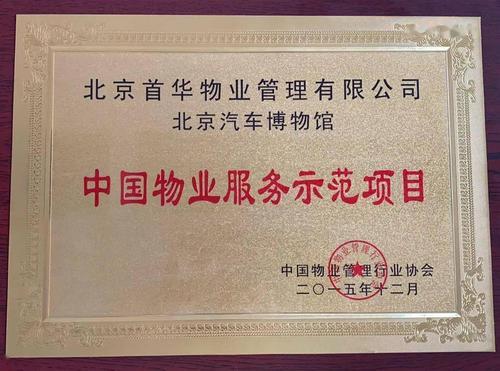 北京首华物业管理有限公司
北京汽车博物馆
中国物业服务示范项目
中国物业管理行业协会
二〇一五年十二月